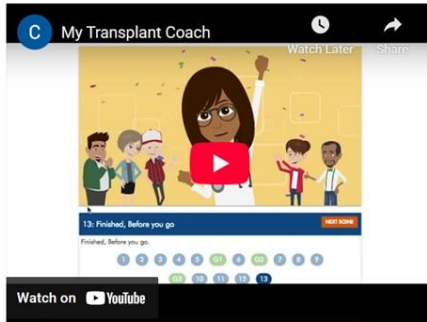 C My Transplant Coach
Watch Later Share
13: Finished, Before you go NEXT SCENE
Finished, Before you go.
1 2 3 4 5 G1 6 G2 7 8 9
G3 10 11 12 13
Watch on YouTube